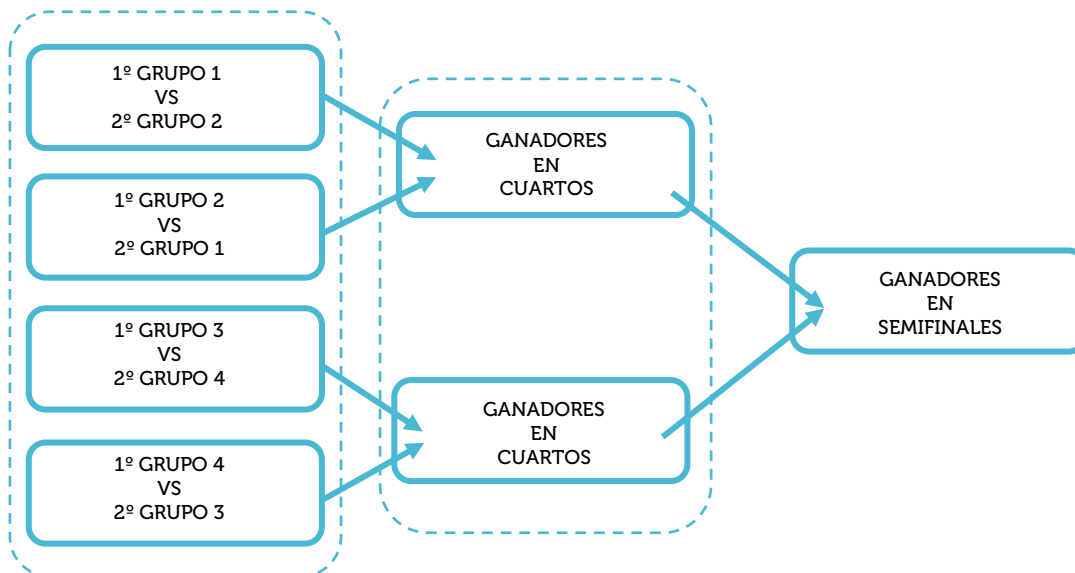 1º GRUPO 1
VS
2º GRUPO 2
1º GRUPO 2
VS
2º GRUPO 1
1º GRUPO 3
VS
2º GRUPO 4
1º GRUPO 4
VS
2º GRUPO 3
GANADORES
EN
CUARTOS
GANADORES
EN
CUARTOS
GANADORES
EN
SEMIFINALES